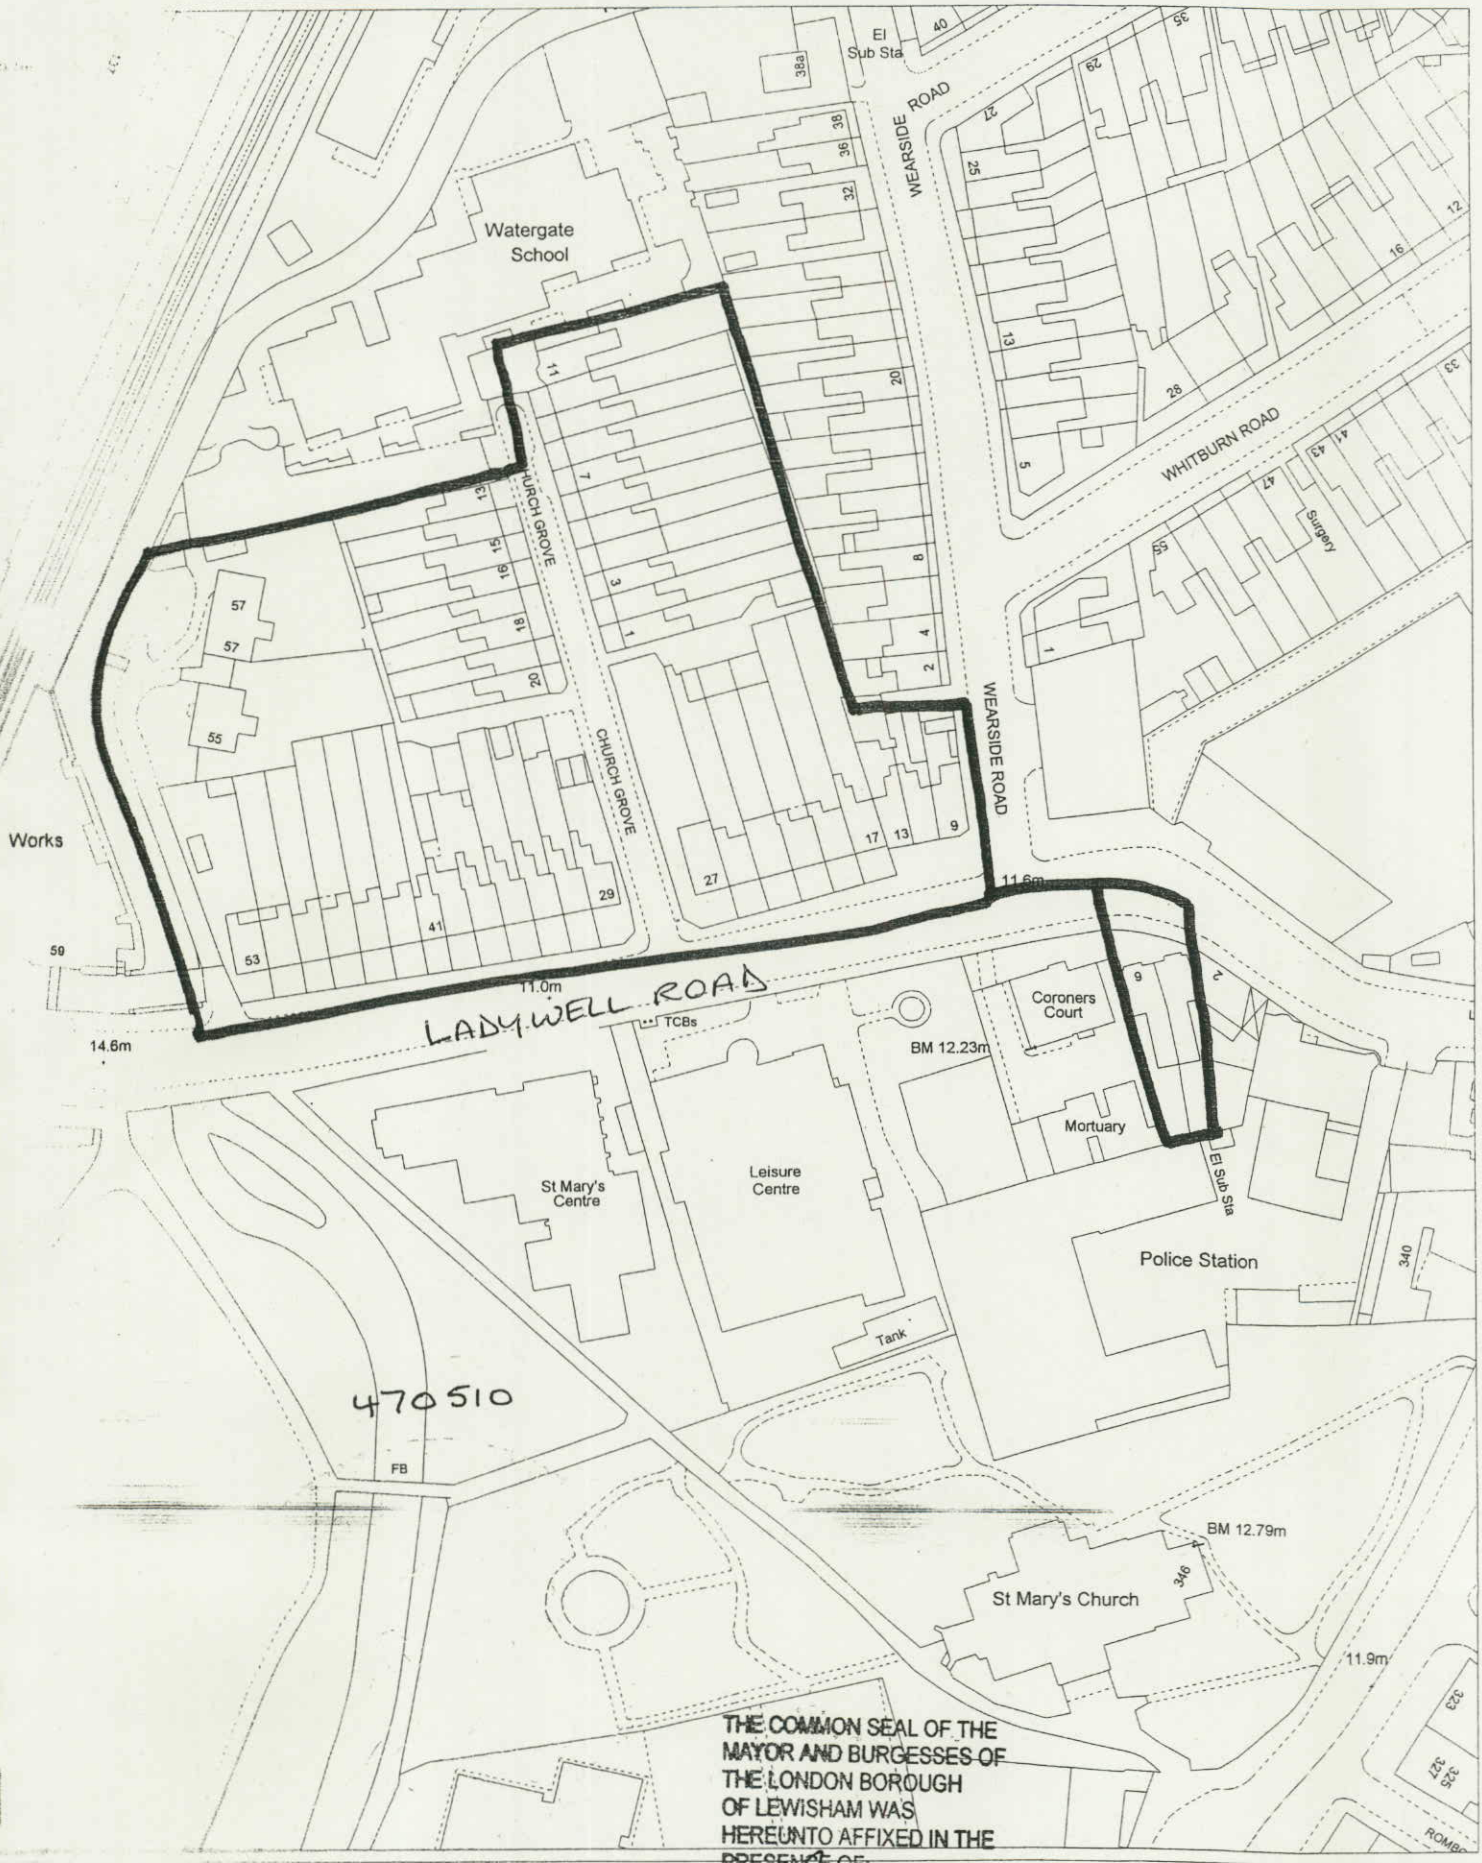 El
Sub Sta
40
35
38a
29
WEARSIDE ROAD
27
38
36
25
32
12
Watergate
School
16
13
11
20
28
33
WHITBURN ROAD
41
43
47
Surgery
5
7
13
HURCH GROVE
15
16
55
8
57
3
57
18
1
4
1
2
20
55
WEARSIDE ROAD
CHURCH GROVE
Works
17
13
9
27
11.6m
29
41
53
59
11.0m
LADYWELL ROAD
14.6m
TCBs
BM 12.23m
Coroners
Court
6
2
Mortuary
St Mary's
Centre
Leisure
Centre
El Sub Sta
Police Station
340
Tank
470510
FB
BM 12.79m
346
St Mary's Church
11.9m
323
325
327
THE COMMON SEAL OF THE
MAYOR AND BURGESSES OF
THE LONDON BOROUGH
OF LEWISHAM WAS
HEREUNTO AFFIXED IN THE
PRESENCE OF:
ROMBO